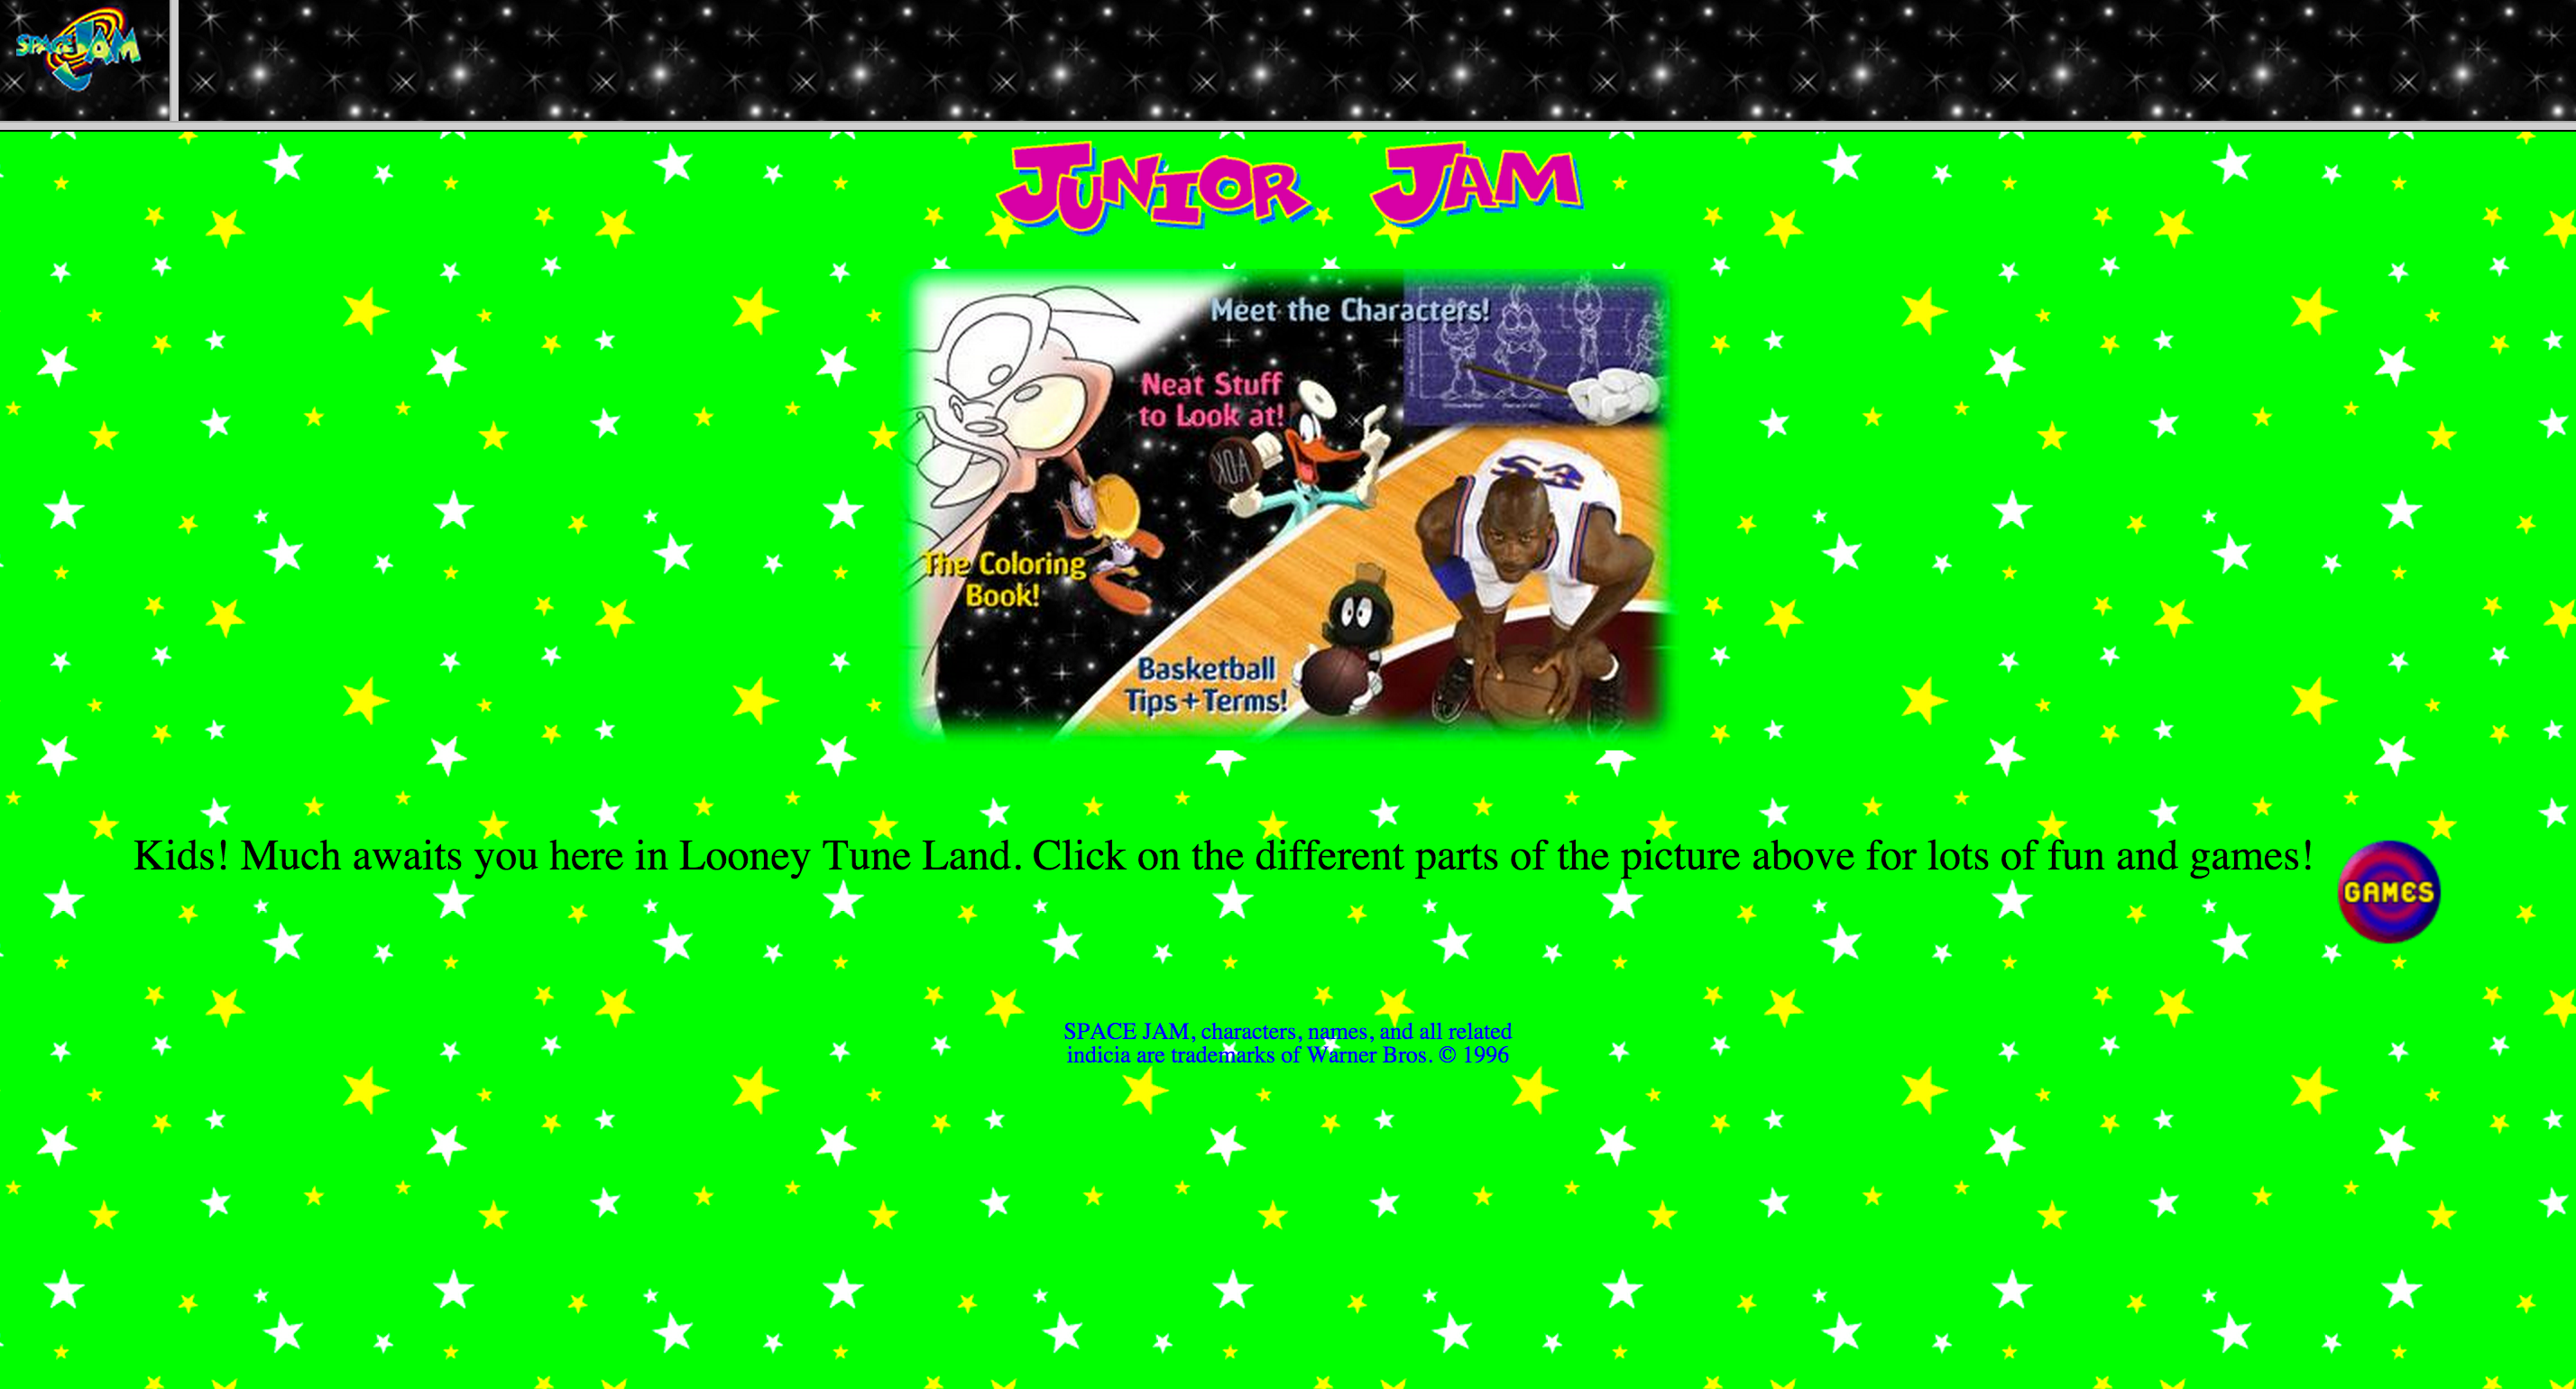 SPACE JAM
JUNIOR JAM
Meet the Characters!
Neat Stuff
to Look at!
The Coloring
Book!
Basketball
Tips+Terms!
Kids! Much awaits you here in Looney Tune Land. Click on the different parts of the picture above for lots of fun and games!
GAMES
SPACE JAM, characters, names, and all related
indicia are trademarks of Warner Bros. © 1996